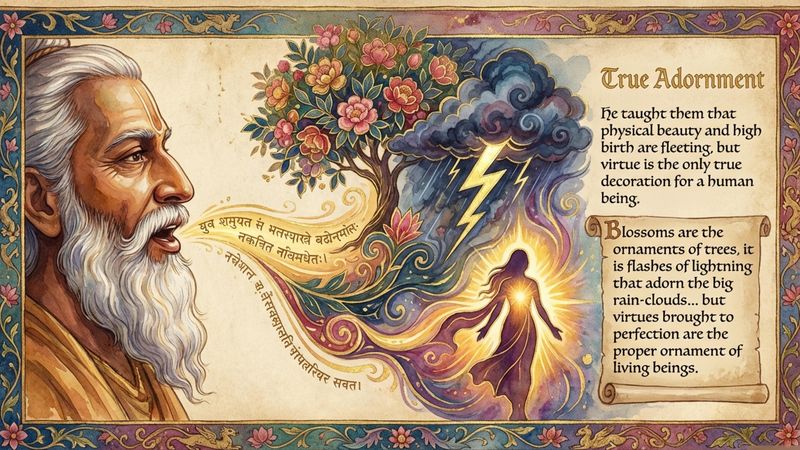 True Adornment
He taught them that
physical beauty and high
birth are fleeting, but
virtue is the only true
decoration for a human
being.
Blossoms are the
ornaments of trees, it
is flashes of lightning
that adorn the big
rain-clouds... but
virtues brought to
perfection are the
proper ornament of
living beings.